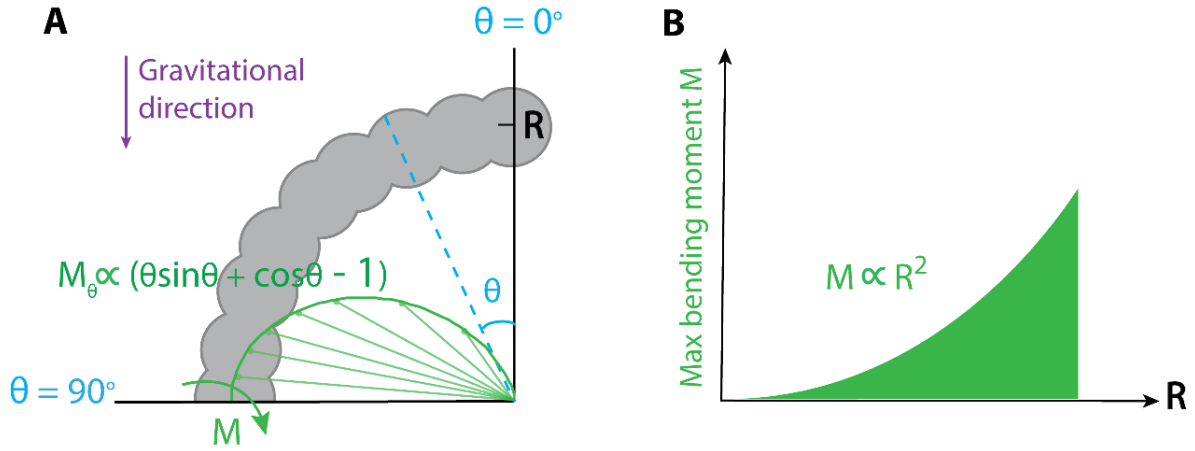 A
θ = 0°
Gravitational
direction
R
Mθ∝ (θsinθ + cosθ - 1)
θ
θ = 90°
M
B
Max bending moment M
M ∝ R²
R